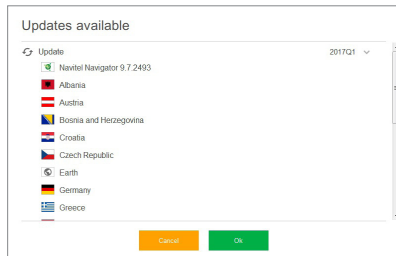 Updates available
Update 2017Q1
Navitel Navigator 9.7.2493
Albania
Austria
Bosnia and Herzegovina
Croatia
Czech Republic
Earth
Germany
Greece
Cancel Ok